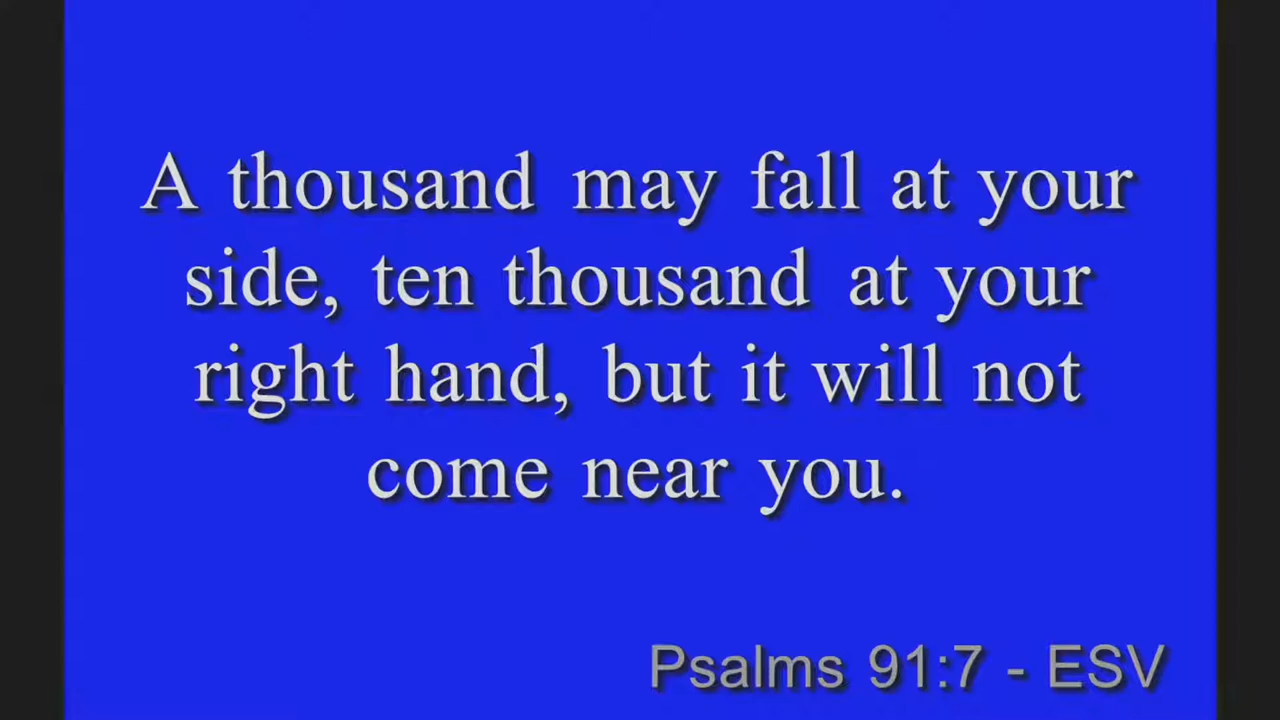 A thousand may fall at your
side, ten thousand at your
right hand, but it will not
come near you.
Psalms 91:7 - ESV